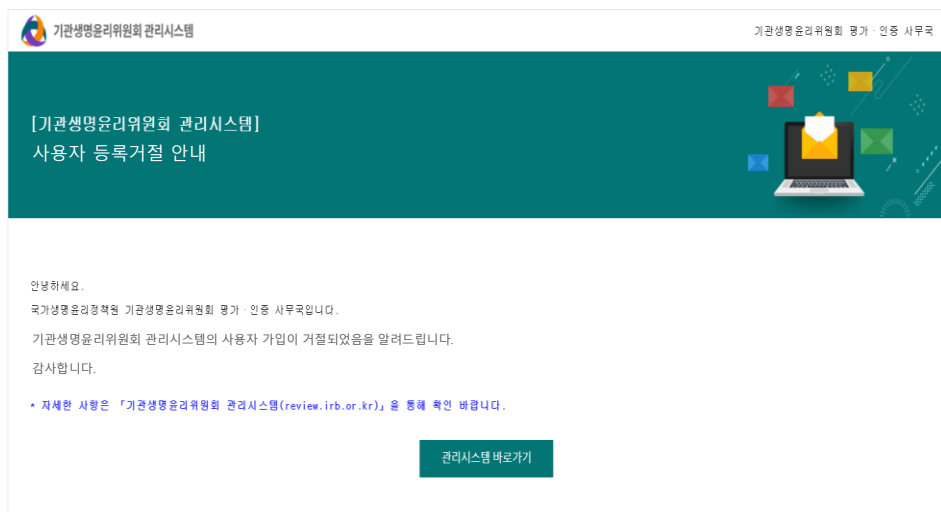 기관생명윤리위원회 관리시스템
기관생명윤리위원회 평가·인증 사무국
[기관생명윤리위원회 관리시스템]
사용자 등록거절 안내
안녕하세요.
국가생명윤리정책원 기관생명윤리위원회 평가·인증 사무국입니다.
기관생명윤리위원회 관리시스템의 사용자 가입이 거절되었음을 알려드립니다.
감사합니다.
* 자세한 사항은 「기관생명윤리위원회 관리시스템(review.irb.or.kr)」을 통해 확인 바랍니다.
관리시스템 바로가기